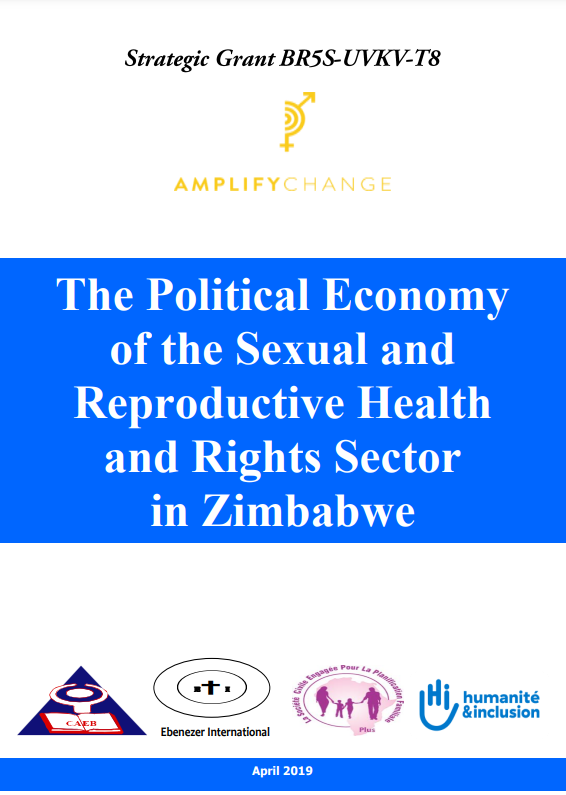 Strategic Grant BR5S-UVKV-T8
AMPLIFYCHANGE
The Political Economy
of the Sexual and
Reproductive Health
and Rights Sector
in Zimbabwe
CAEB
Ebenezer International
La Société Civile Engagée Pour La Planification Familiale
Plus
Hi
humanité
&inclusion
April 2019